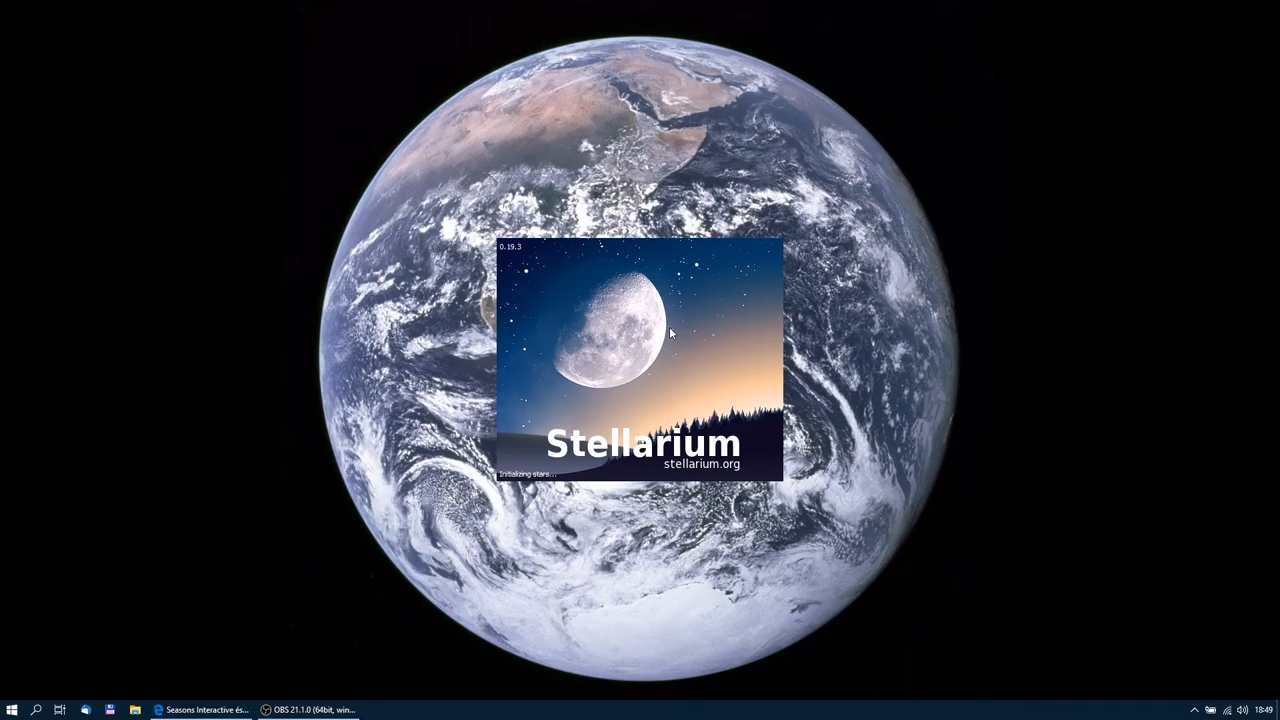 0.19.3
Stellarium
stellarium.org
Initializing stars...
Seasons Interactive és...
OBS 21.1.0 (64bit, win...
18:49